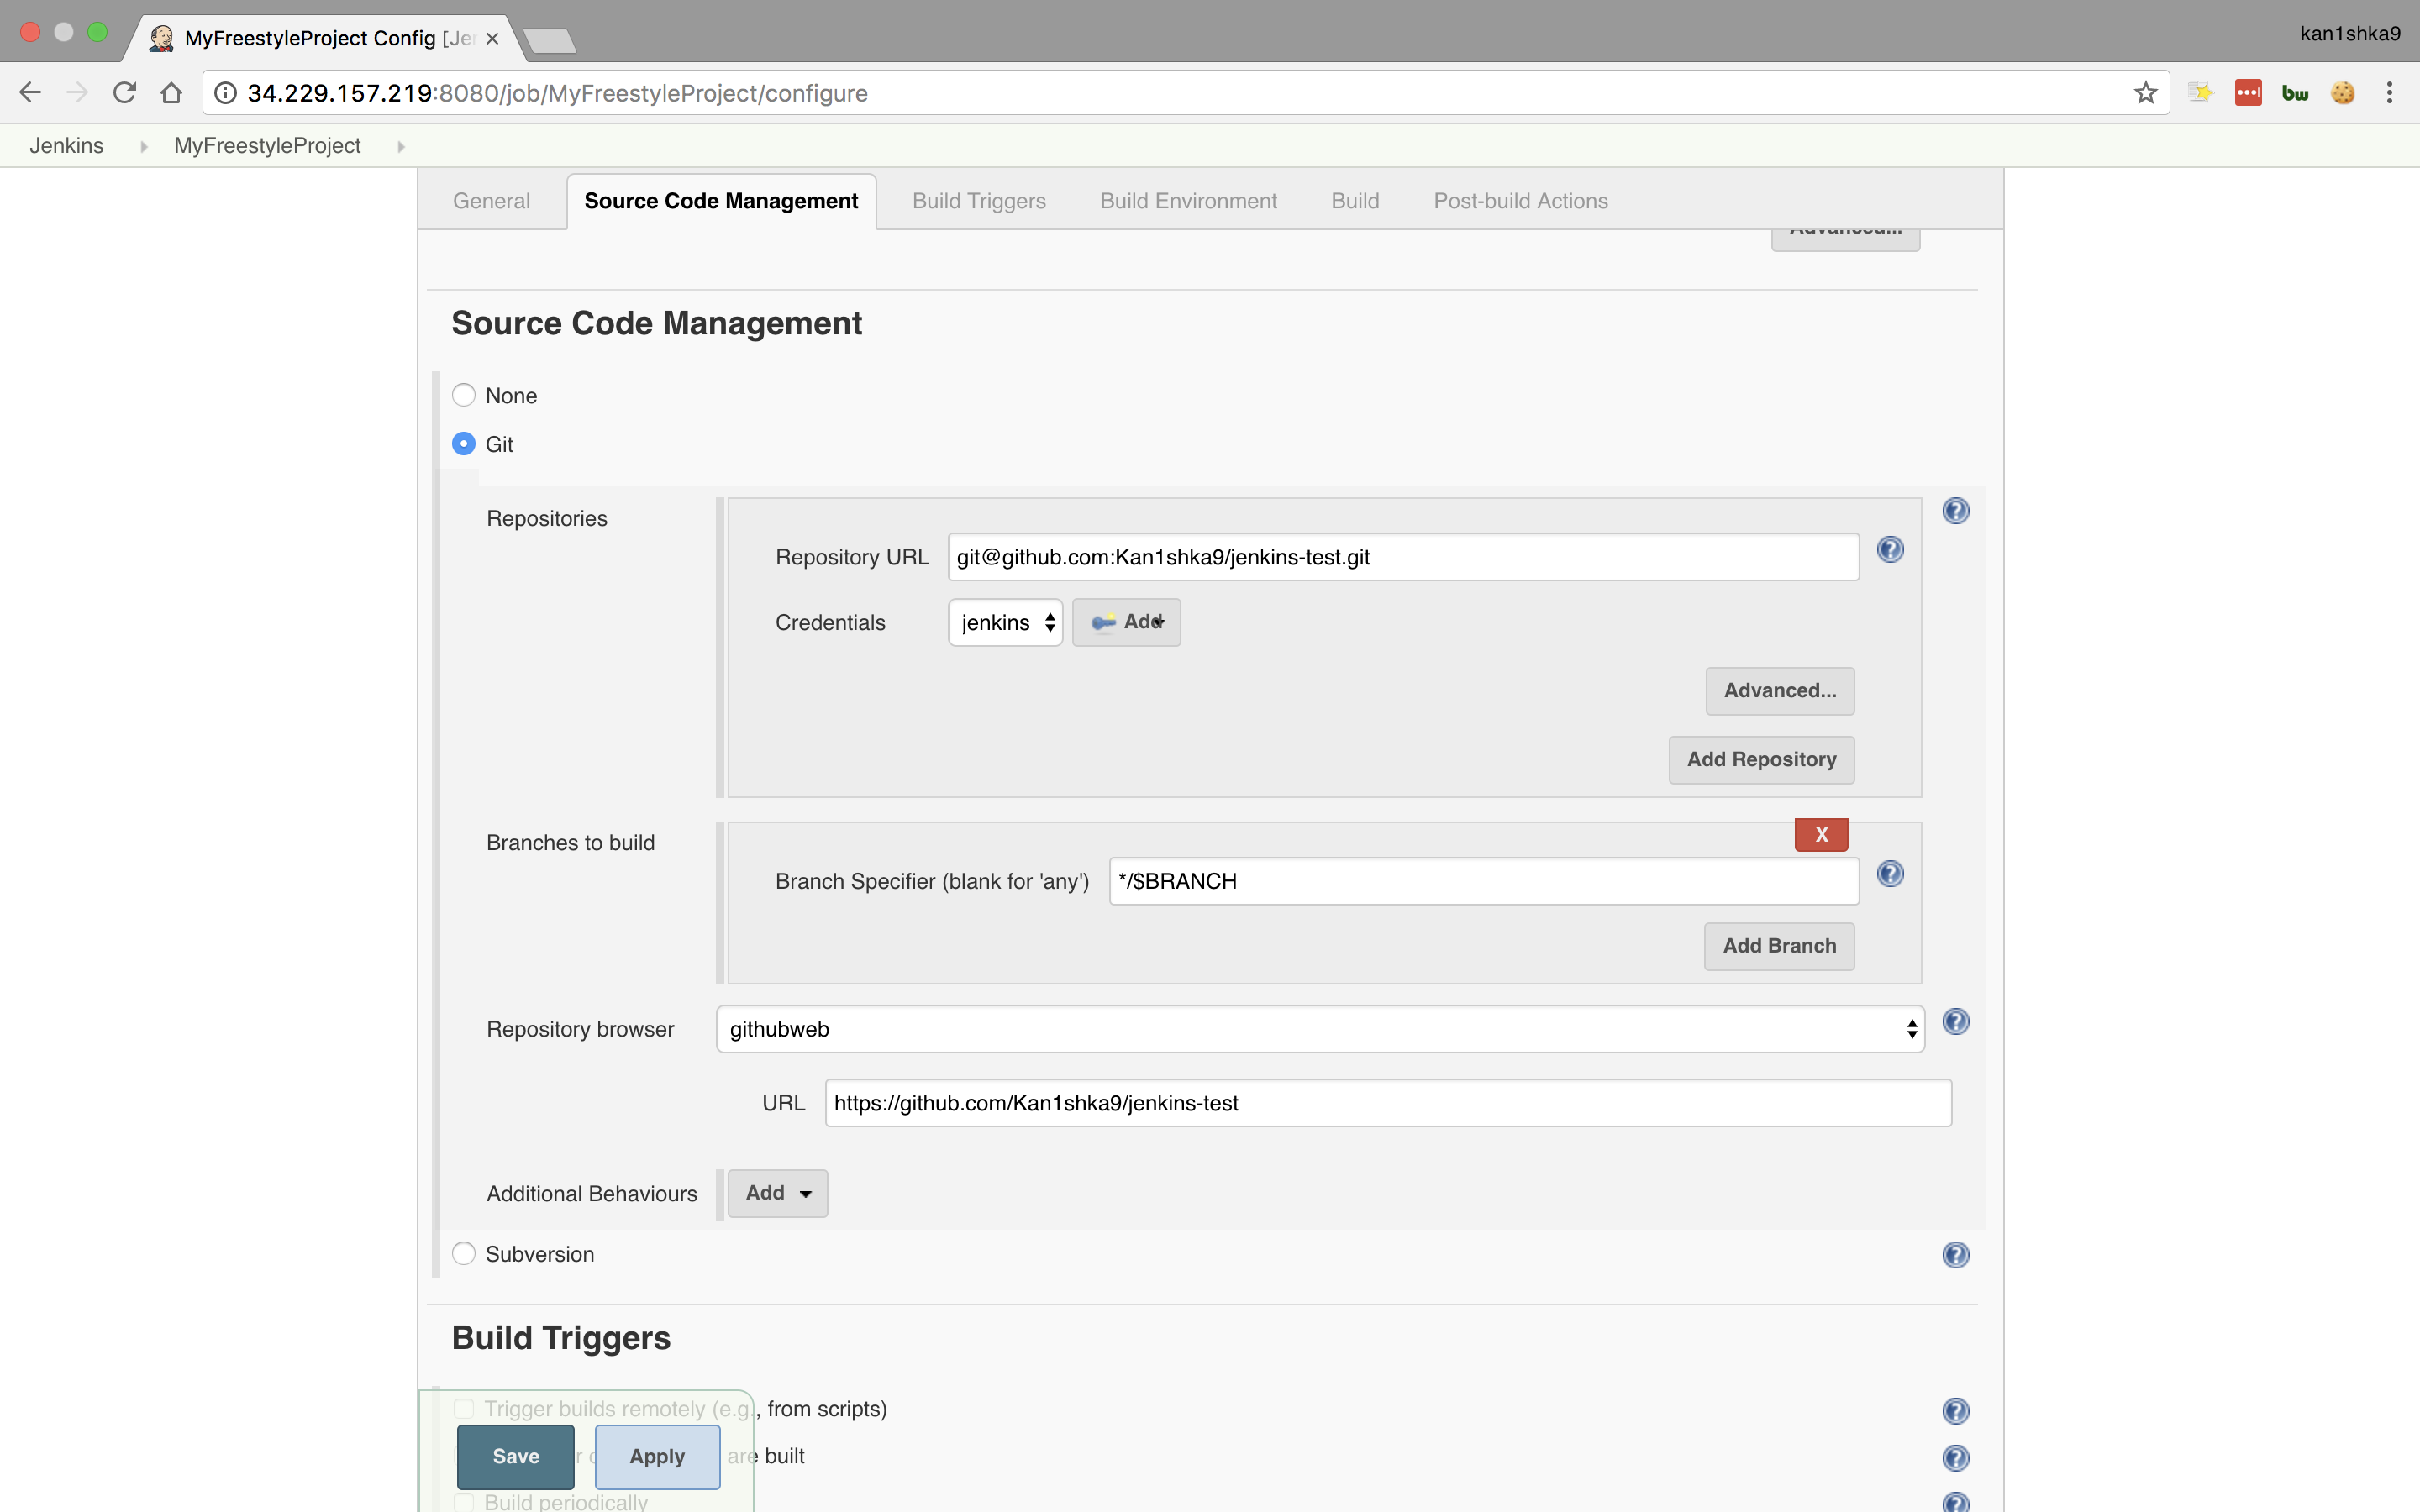 MyFreestyleProject Config [Je
kan1shka9
34.229.157.219:8080/job/MyFreestyleProject/configure
bw
Jenkins MyFreestyleProject
General Source Code Management Build Triggers Build Environment Build Post-build Actions
Advanced...
Source Code Management
None
Git
Repositories
Repository URL git@github.com:Kan1shka9/jenkins-test.git
Credentials jenkins Add
Advanced...
Add Repository
Branches to build
X
Branch Specifier (blank for 'any') */$BRANCH
Add Branch
Repository browser githubweb
URL https://github.com/Kan1shka9/jenkins-test
Additional Behaviours Add
Subversion
Build Triggers
Trigger builds remotely (e.g., from scripts)
Save Apply are built
Build periodically